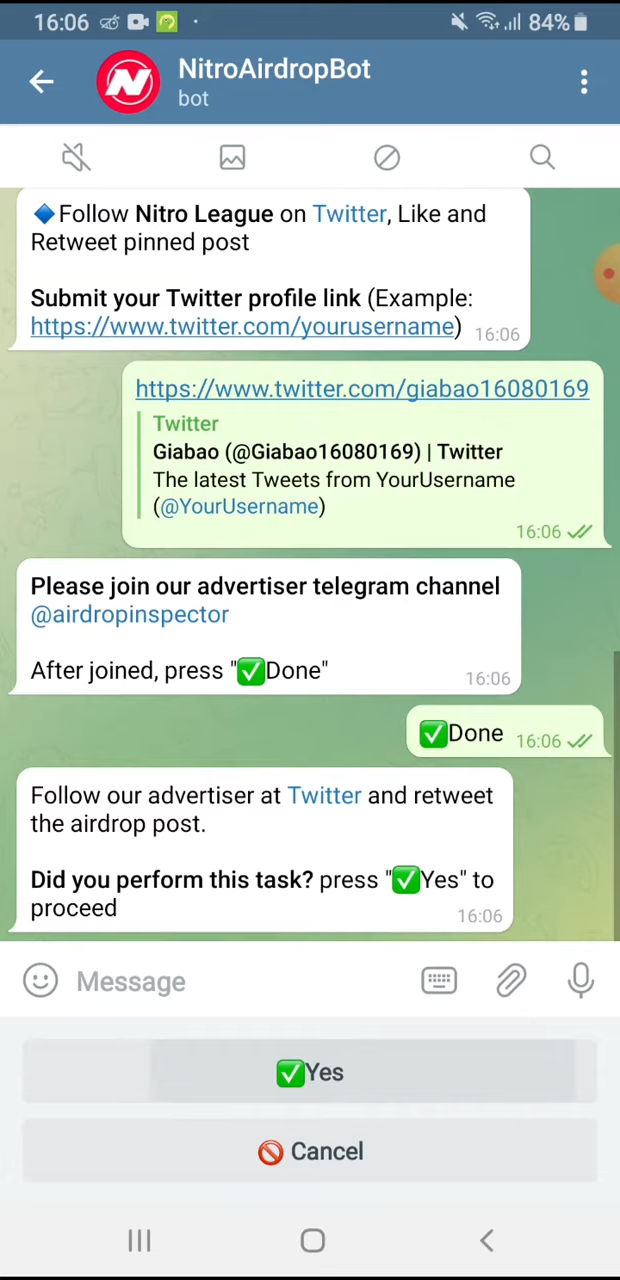 16:06
84%
NitroAirdropBot
bot
Follow Nitro League on Twitter, Like and
Retweet pinned post
Submit your Twitter profile link (Example:
https://www.twitter.com/yourusername) 16:06
https://www.twitter.com/giabao16080169
Twitter
Giabao (@Giabao16080169) | Twitter
The latest Tweets from YourUsername
(@YourUsername)
16:06
Please join our advertiser telegram channel
@airdropinspector
After joined, press "✅Done"
16:06
✅Done 16:06
Follow our advertiser at Twitter and retweet
the airdrop post.
Did you perform this task? press "✅Yes" to
proceed
16:06
Message
✅Yes
🚫 Cancel